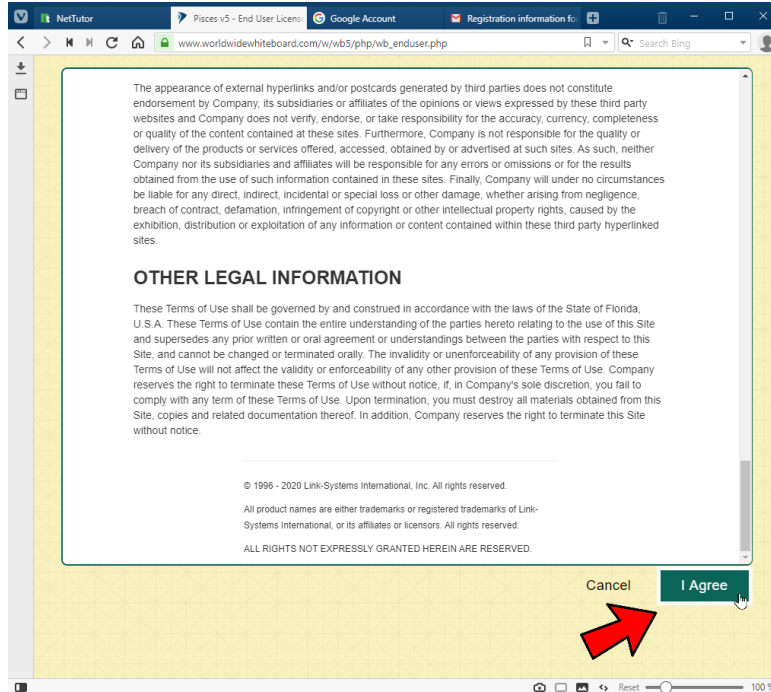 NetTutor
Pisces v5 - End User License
Google Account
Registration information fo
www.worldwidewhiteboard.com/w/wb5/php/wb_enduser.php
Search Bing
The appearance of external hyperlinks and/or postcards generated by third parties does not constitute
endorsement by Company, its subsidiaries or affiliates of the opinions or views expressed by these third party
websites and Company does not verify, endorse, or take responsibility for the accuracy, currency, completeness
or quality of the content contained at these sites. Furthermore, Company is not responsible for the quality or
delivery of the products or services offered, accessed, obtained by or advertised at such sites. As such, neither
Company nor its subsidiaries and affiliates will be responsible for any errors or omissions or for the results
obtained from the use of such information contained in these sites. Finally, Company will under no circumstances
be liable for any direct, indirect, incidental or special loss or other damage, whether arising from negligence,
breach of contract, defamation, infringement of copyright or other intellectual property rights, caused by the
exhibition, distribution or exploitation of any information or content contained within these third party hyperlinked
sites.
OTHER LEGAL INFORMATION
These Terms of Use shall be governed by and construed in accordance with the laws of the State of Florida,
U.S.A. These Terms of Use contain the entire understanding of the parties hereto relating to the use of this Site
and supersedes any prior written or oral agreement or understandings between the parties with respect to this
Site, and cannot be changed or terminated orally. The invalidity or unenforceability of any provision of these
Terms of Use will not affect the validity or enforceability of any other provision of these Terms of Use. Company
reserves the right to terminate these Terms of Use without notice, if, in Company's sole discretion, you fail to
comply with any term of these Terms of Use. Upon termination, you must destroy all materials obtained from this
Site, copies and related documentation thereof. In addition, Company reserves the right to terminate this Site
without notice.
© 1996 - 2020 Link-Systems International, Inc. All rights reserved.
All product names are either trademarks or registered trademarks of Link-
Systems International, or its affiliates or licensors. All rights reserved.
ALL RIGHTS NOT EXPRESSLY GRANTED HEREIN ARE RESERVED.
Cancel
I Agree
Reset
100 %